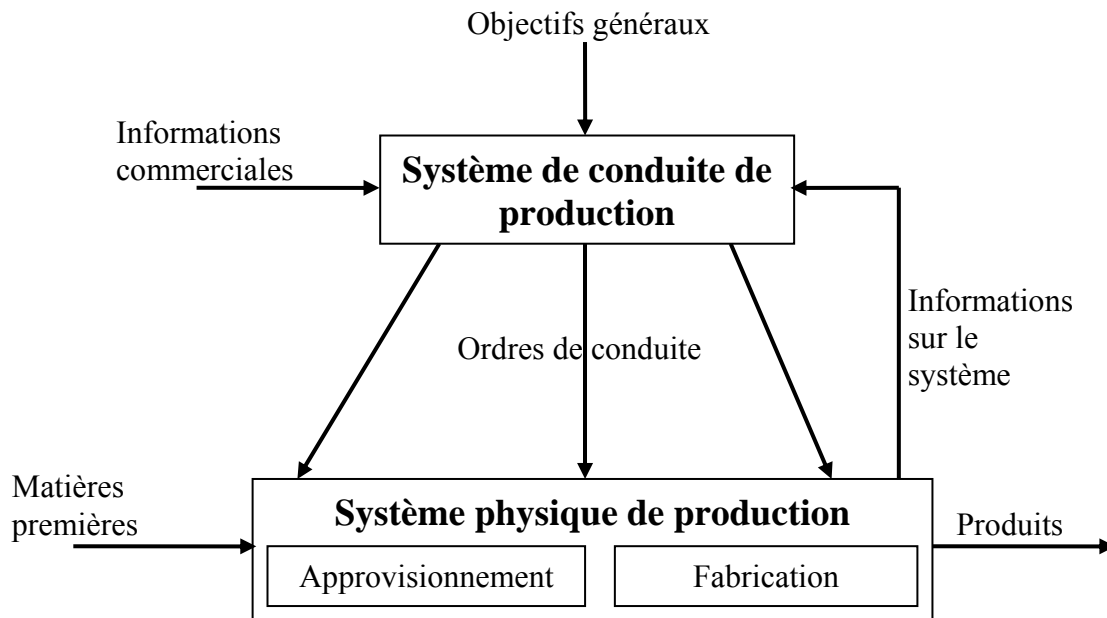 Objectifs généraux
Informations
commerciales
Système de conduite de
production
Informations
sur le
système
Ordres de conduite
Matières
premières
Système physique de production
Produits
Approvisionnement
Fabrication